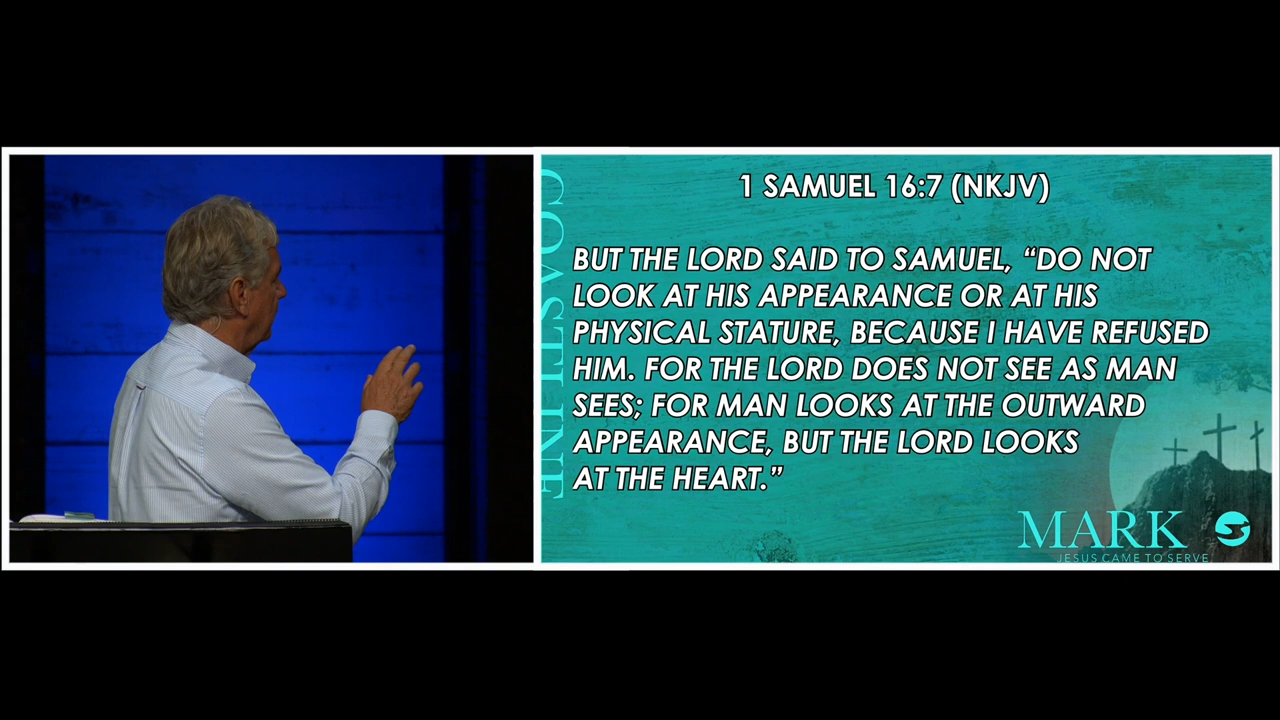 1 SAMUEL 16:7 (NKJV)
BUT THE LORD SAID TO SAMUEL, “DO NOT
LOOK AT HIS APPEARANCE OR AT HIS
PHYSICAL STATURE, BECAUSE I HAVE REFUSED
HIM. FOR THE LORD DOES NOT SEE AS MAN
SEES; FOR MAN LOOKS AT THE OUTWARD
APPEARANCE, BUT THE LORD LOOKS
AT THE HEART.”
COASTLINE
MARK
JESUS CAME TO SERVE